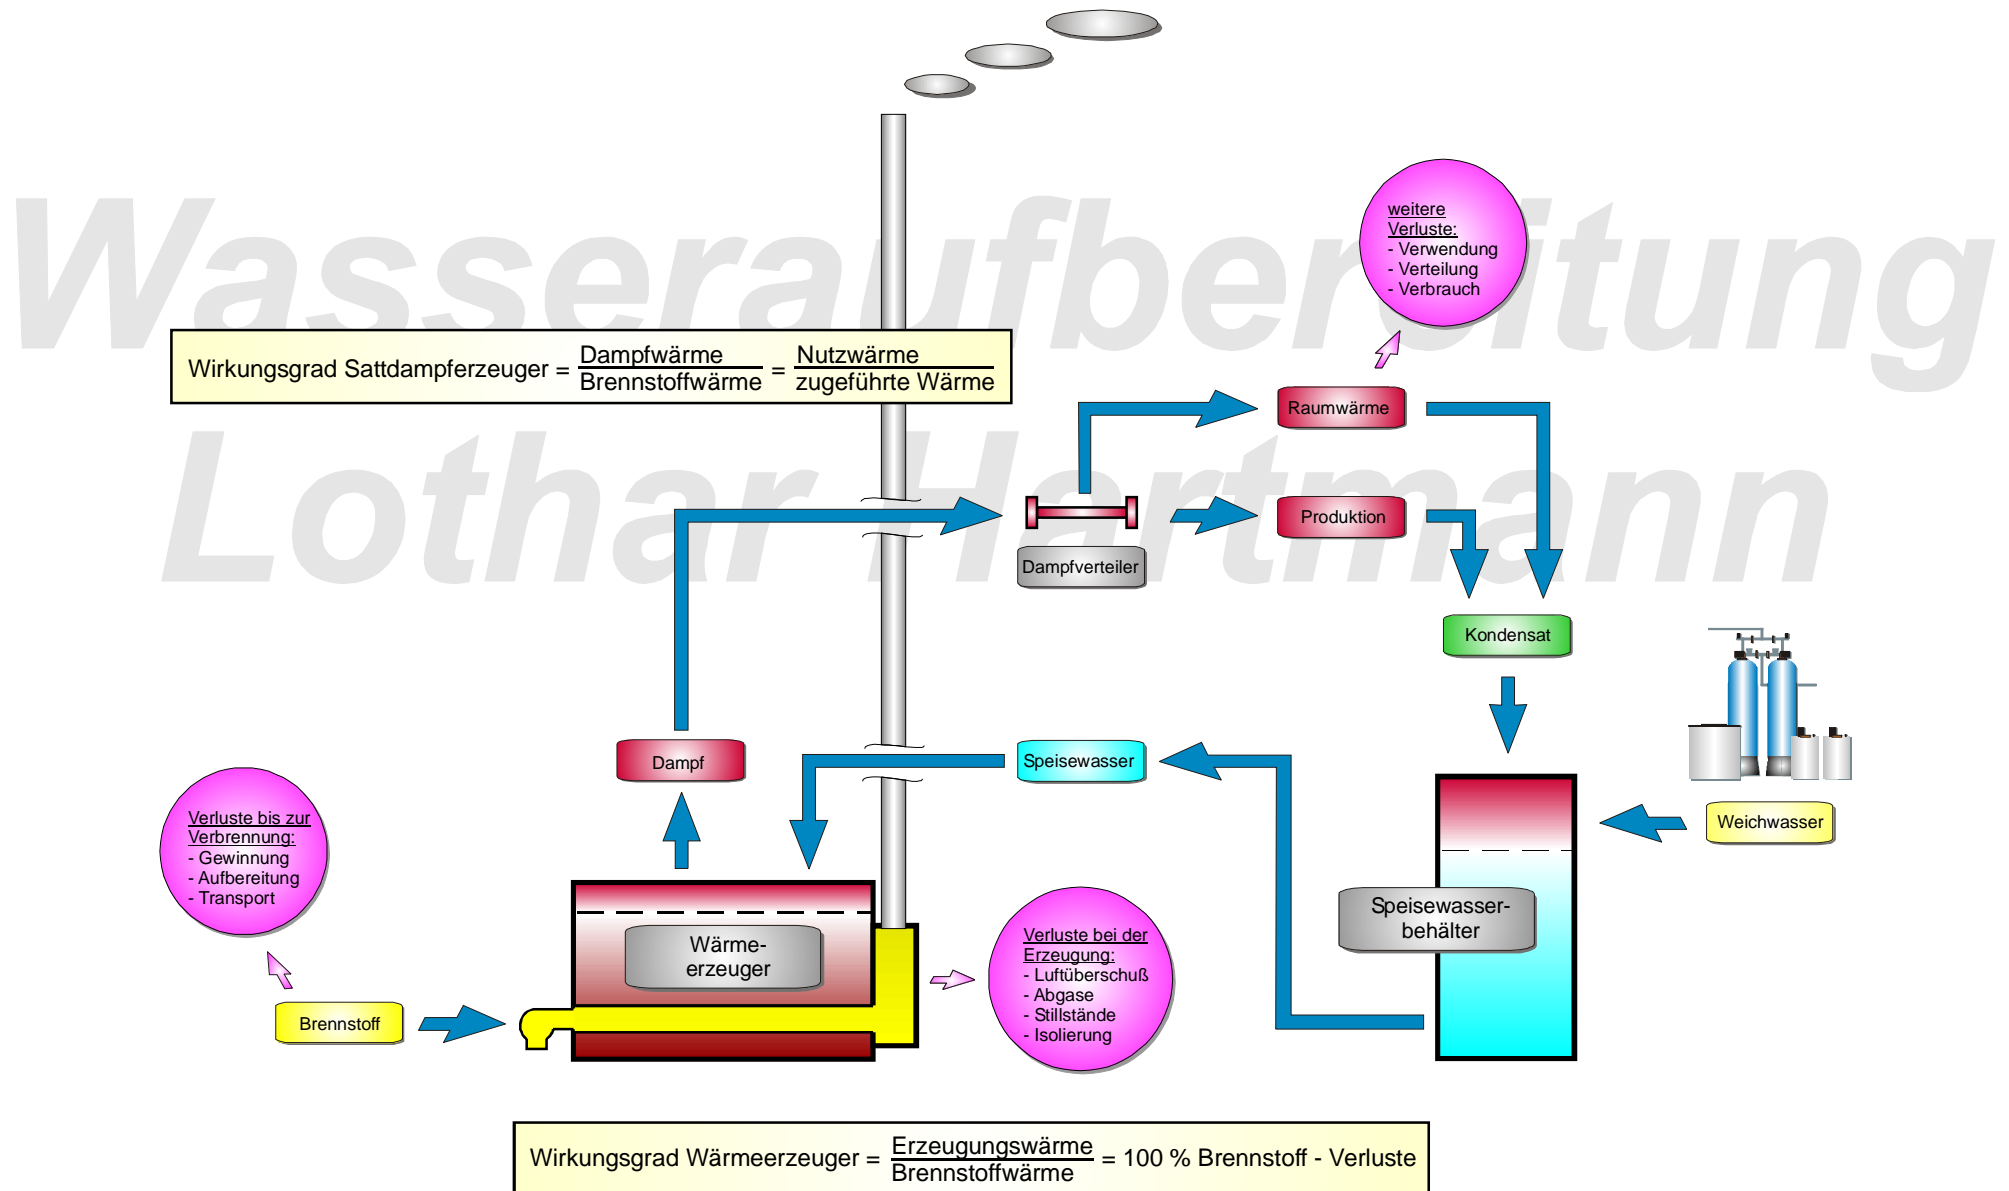 Wasseraufbereitung
Lothar Hartmann
weitere
Verluste:
- Verwendung
- Verteilung
- Verbrauch
Wirkungsgrad Sattdampferzeuger = Dampfwärme / Brennstoffwärme = Nutzwärme / zugeführte Wärme
Raumwärme
Produktion
Dampfverteiler
Kondensat
Dampf
Speisewasser
Weichwasser
Verluste bis zur
Verbrennung:
- Gewinnung
- Aufbereitung
- Transport
Speisewasser-
behälter
Wärme-
erzeuger
Verluste bei der
Erzeugung:
- Luftüberschuß
- Abgase
- Stillstände
- Isolierung
Brennstoff
Wirkungsgrad Wärmeerzeuger = Erzeugungswärme / Brennstoffwärme = 100 % Brennstoff - Verluste